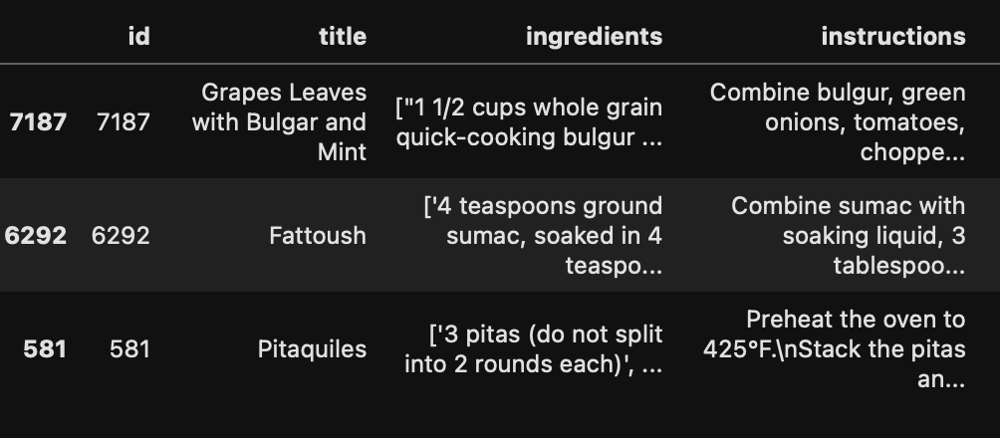 id title ingredients instructions
7187 7187 Grapes Leaves with Bulgar and Mint ["1 1/2 cups whole grain quick-cooking bulgur ... Combine bulgur, green onions, tomatoes, choppe...
6292 6292 Fattoush ['4 teaspoons ground sumac, soaked in 4 teaspo... Combine sumac with soaking liquid, 3 tablespoo...
581 581 Pitaquiles ['3 pitas (do not split into 2 rounds each)', ... Preheat the oven to 425°F.\nStack the pitas an...